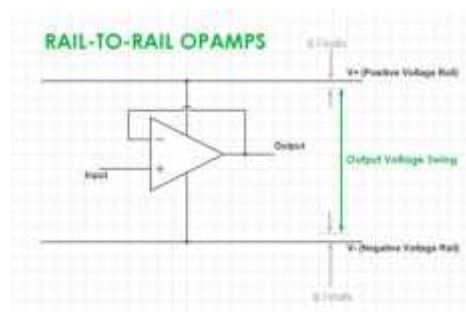 RAIL-TO-RAIL OPAMPS
V+ (Positive Voltage Rail)
-
Output
+
Input
Output Voltage Swing
V- (Negative Voltage Rail)